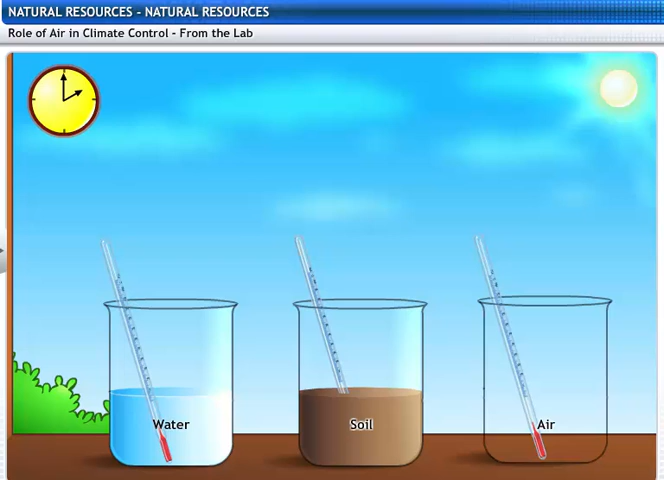 NATURAL RESOURCES - NATURAL RESOURCES
Role of Air in Climate Control - From the Lab
Water
Soil
Air